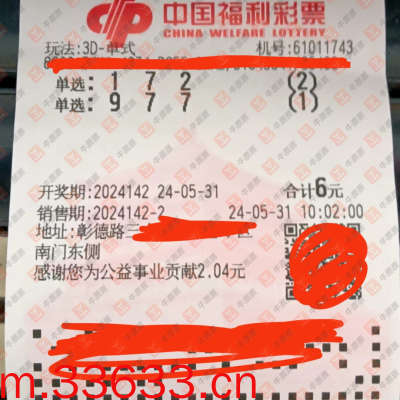 中国福利彩票
CHINA WELFARE LOTTERY
玩法:3D-单式 机号:61011743
单选: 1 7 2 (2)
单选: 9 7 7 (1)
开奖期:2024142 24-05-31 合计6元
销售期:2024142-2 24-05-31 10:02:00
地址:彰德路三
南门东侧
感谢您为公益事业贡献2.04元
m.33633.cn